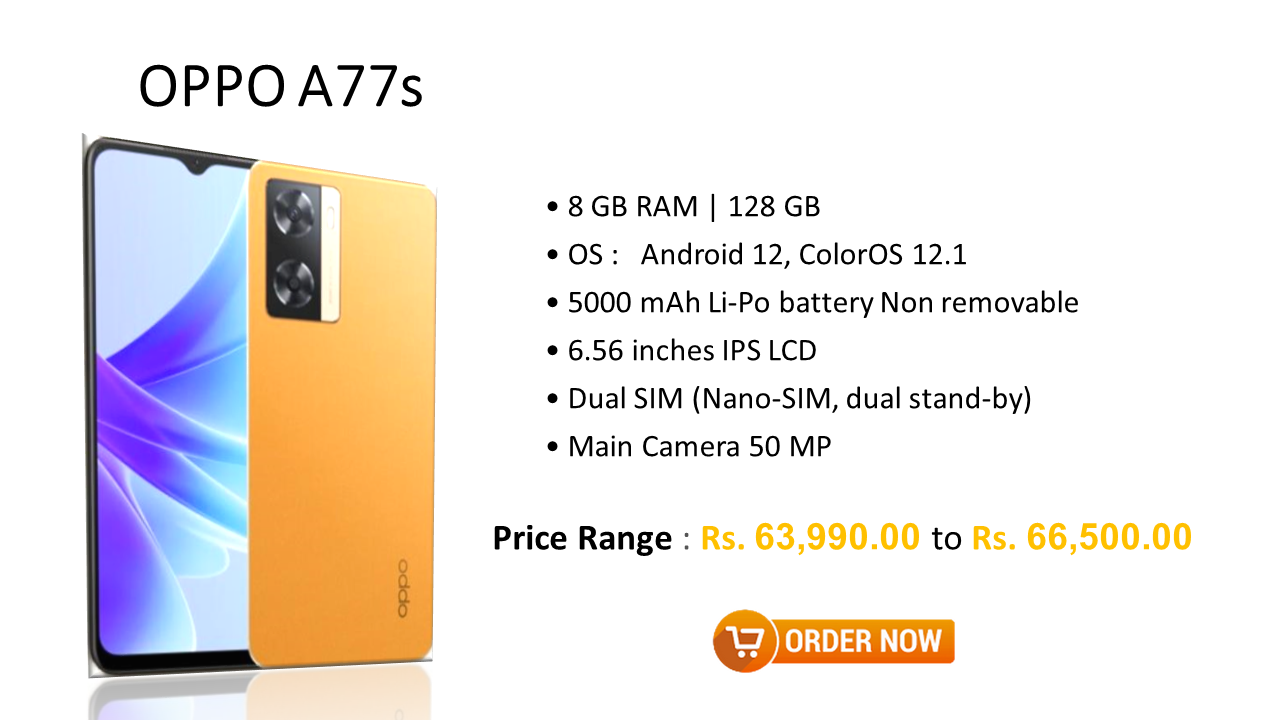 OPPO A77s
• 8 GB RAM | 128 GB
• OS :   Android 12, ColorOS 12.1
• 5000 mAh Li-Po battery Non removable
• 6.56 inches IPS LCD
• Dual SIM (Nano-SIM, dual stand-by)
• Main Camera 50 MP
oppo
Price Range : Rs. 63,990.00 to Rs. 66,500.00
ORDER NOW